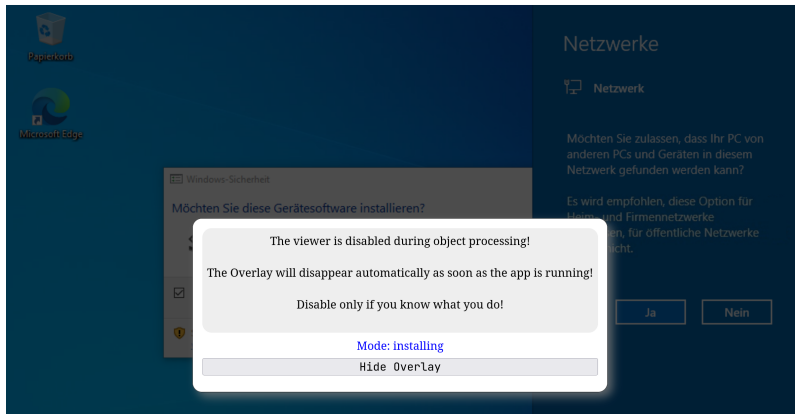 Papierkorb
Microsoft Edge
Windows-Sicherheit
Möchten Sie diese Gerätesoftware installieren?
Netzwerke
Netzwerk
Möchten Sie zulassen, dass Ihr PC von
anderen PCs und Geräten in diesem
Netzwerk gefunden werden kann?
Es wird empfohlen, diese Option für
Heim- und Firmennetzwerke
für öffentliche Netzwerke
Ja
Nein
The viewer is disabled during object processing!
The Overlay will disappear automatically as soon as the app is running!
Disable only if you know what you do!
Mode: installing
Hide Overlay